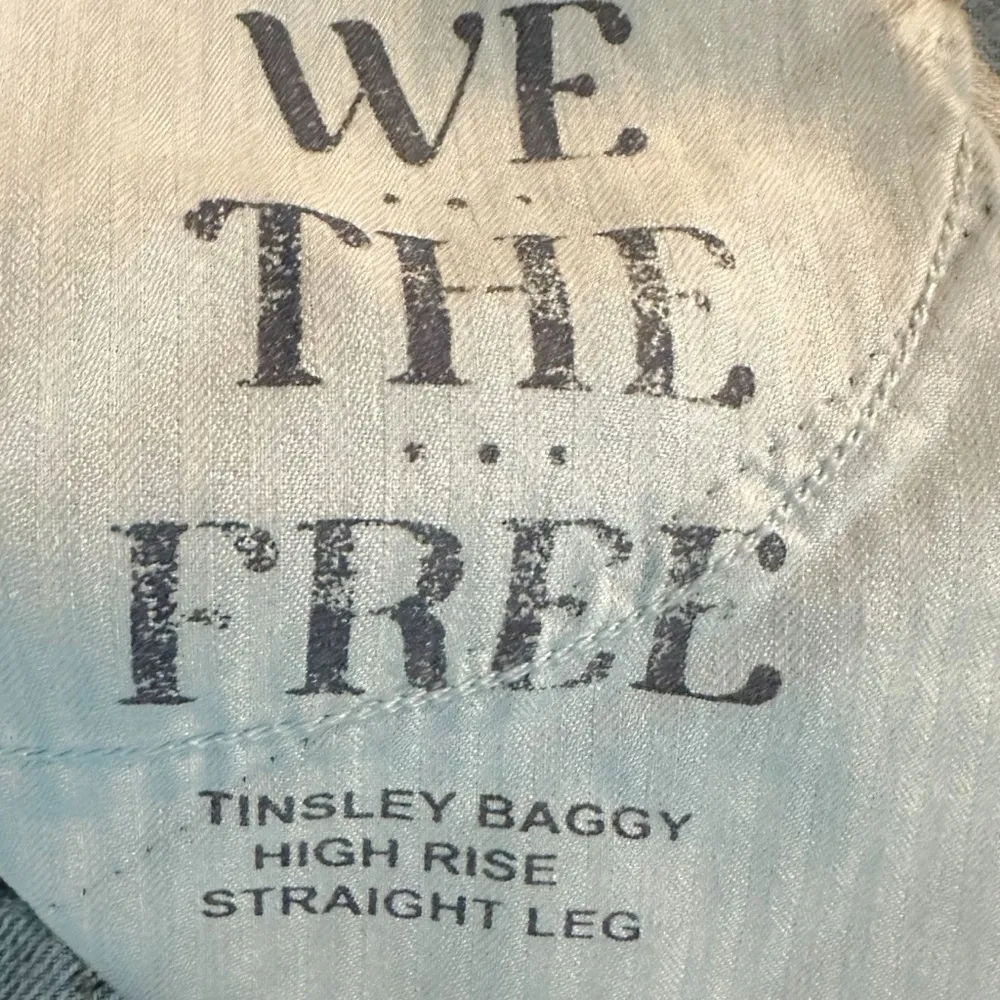 WE
THE
FREE
TINSLEY BAGGY
HIGH RISE
STRAIGHT LEG